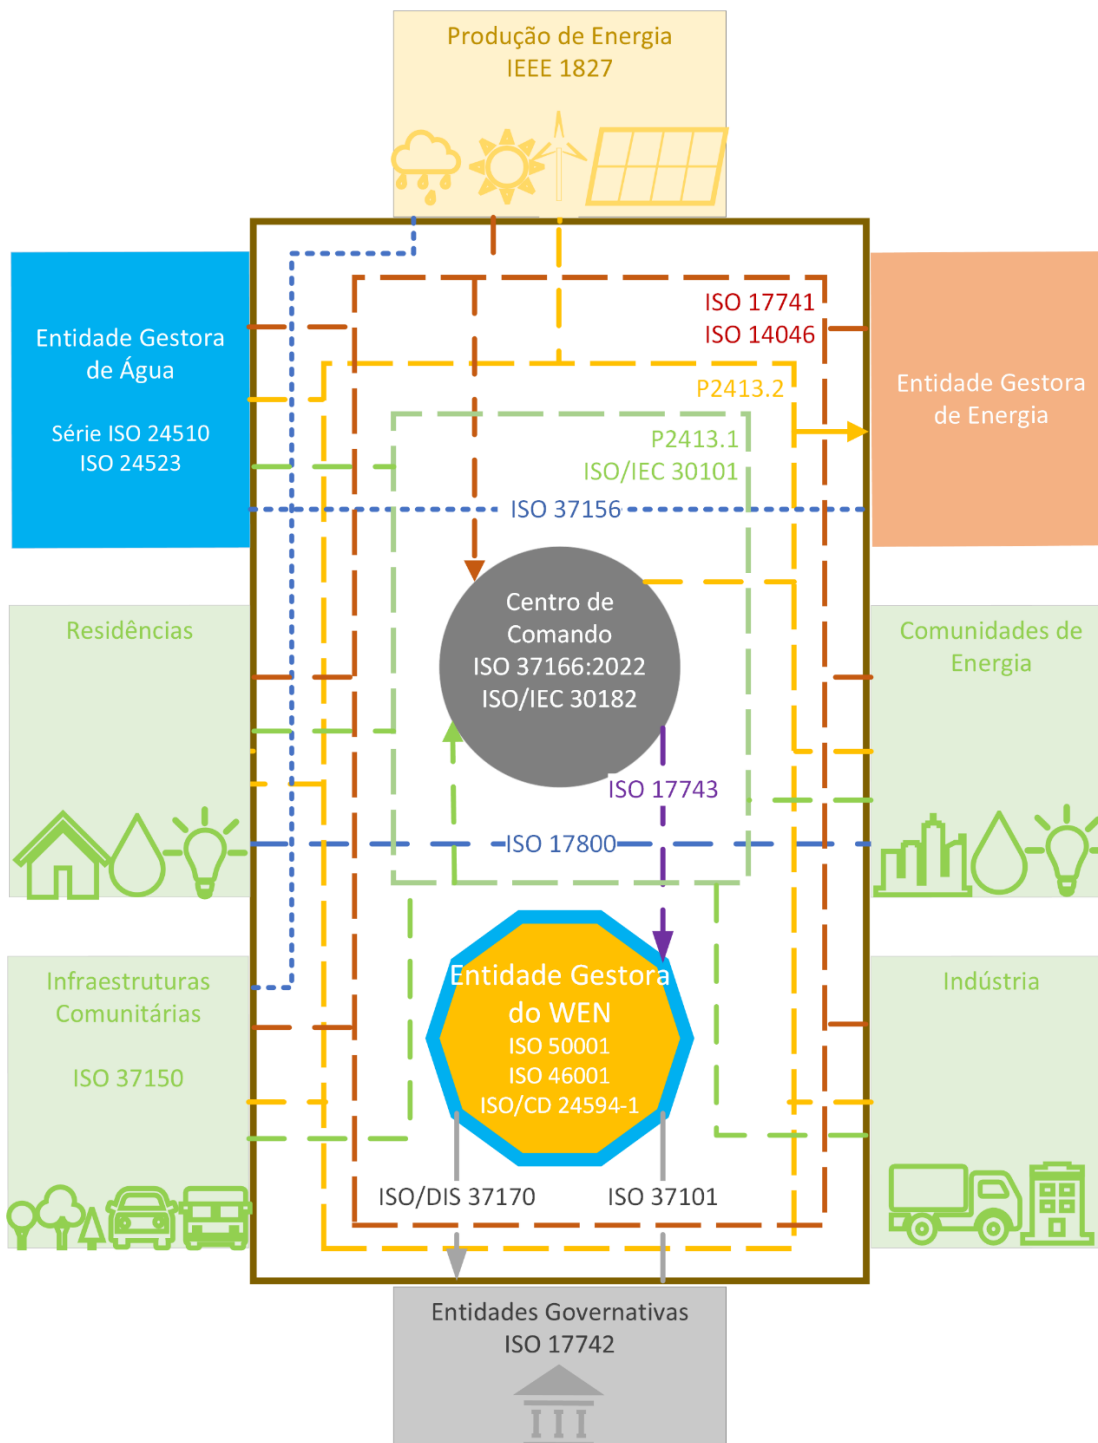 Produção de Energia
IEEE 1827
Entidade Gestora
de Água
Série ISO 24510
ISO 24523
ISO 17741
ISO 14046
P2413.2
P2413.1
ISO/IEC 30101
Entidade Gestora
de Energia
ISO 37156
Centro de
Comando
ISO 37166:2022
ISO/IEC 30182
Residências
Comunidades de
Energia
ISO 17743
ISO 17800
Infraestruturas
Comunitárias
ISO 37150
Entidade Gestora
do WEN
ISO 50001
ISO 46001
ISO/CD 24594-1
Indústria
ISO/DIS 37170
ISO 37101
Entidades Governativas
ISO 17742